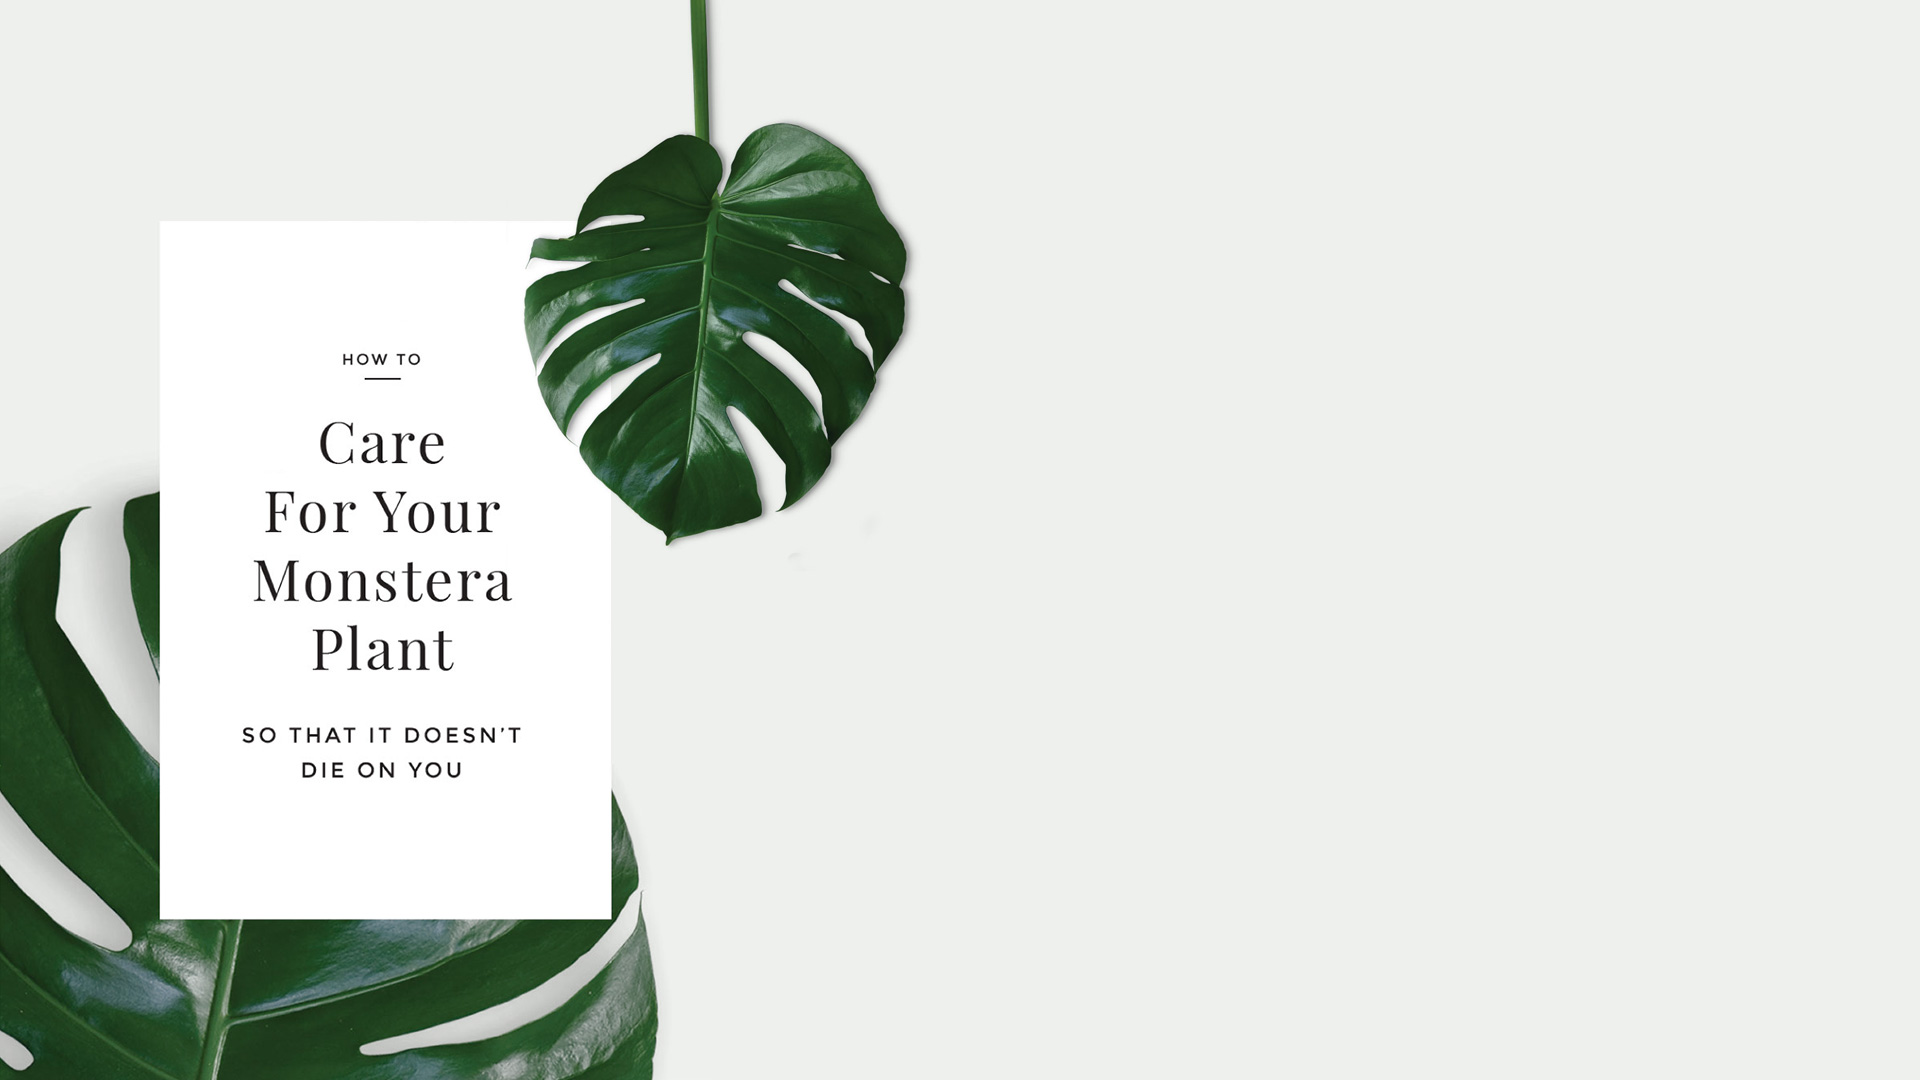 HOW TO
Care
For Your
Monstera
Plant
SO THAT IT DOESN'T
DIE ON YOU